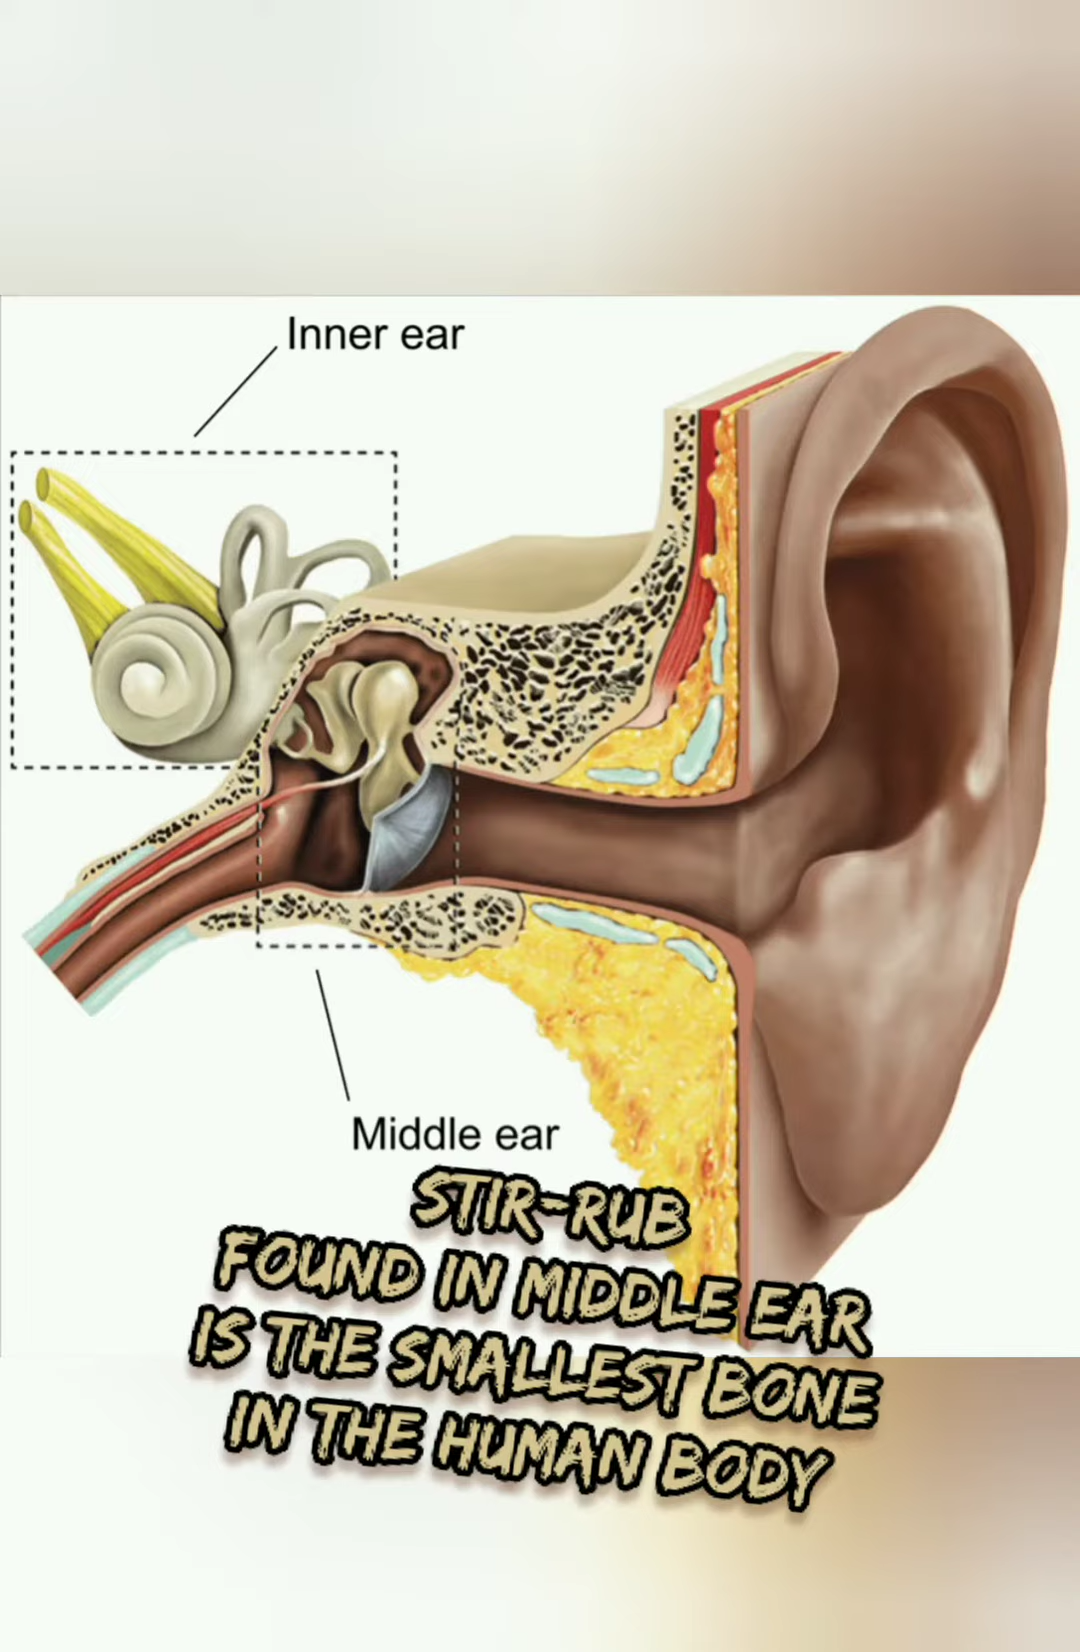 Inner ear
Middle ear
STIR-RUB
FOUND IN MIDDLE EAR
IS THE SMALLEST BONE
IN THE HUMAN BODY